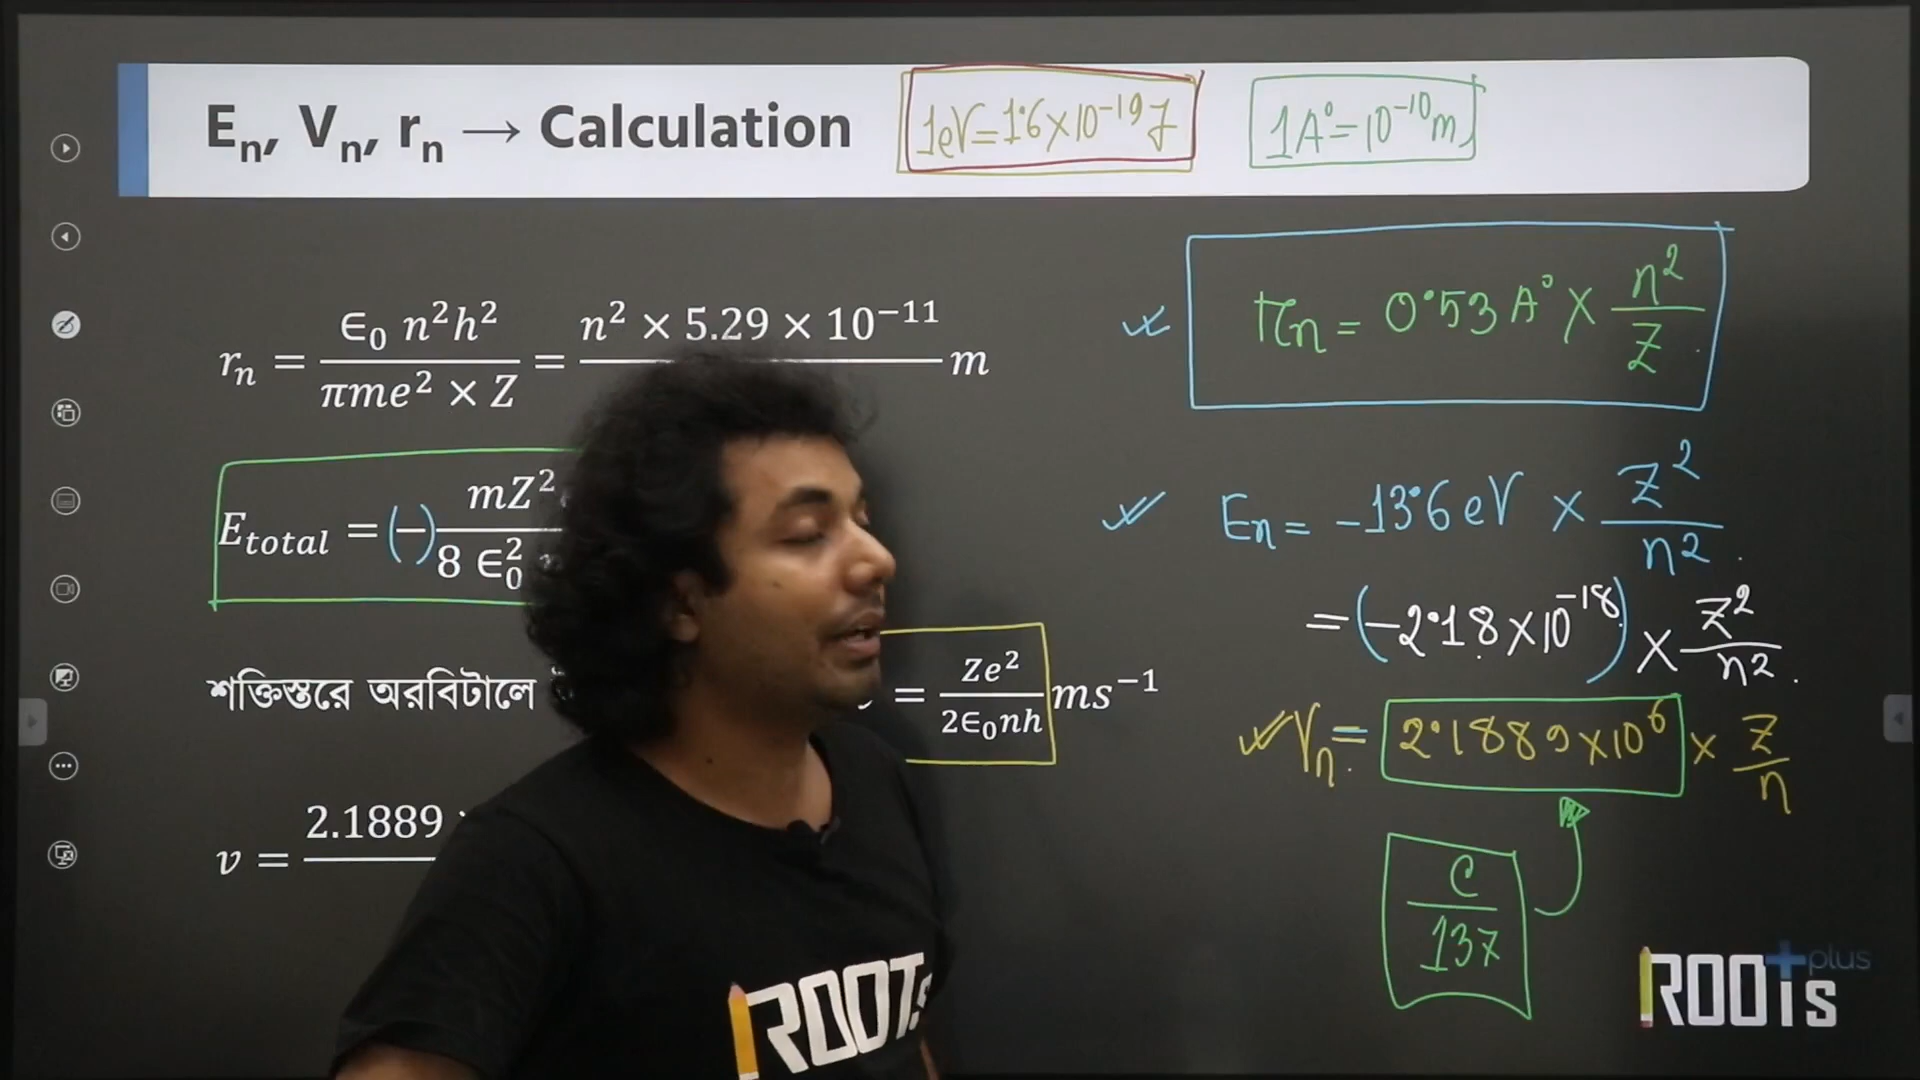 Eₙ, Vₙ, rₙ → Calculation
1eV=1.6×10⁻¹⁹J
1A°=10⁻¹⁰m
rₙ = ∈₀ n²h² / πme² × Z = n² × 5.29 × 10⁻¹¹ / m
rₙ = 0.53 A° × n²/Z
E_total = (-) mZ² / 8 ∈₀²
Eₙ = -13.6 eV × Z²/n²
= (-2.18×10⁻¹⁸) × Z²/n²
শক্তিস্তরে অরবিটালে
= Ze² / 2∈₀nh ms⁻¹
Vₙ = 2.1889×10⁶ × Z/n
v = 2.1889
C/137
ROOTs
ROOTs plus